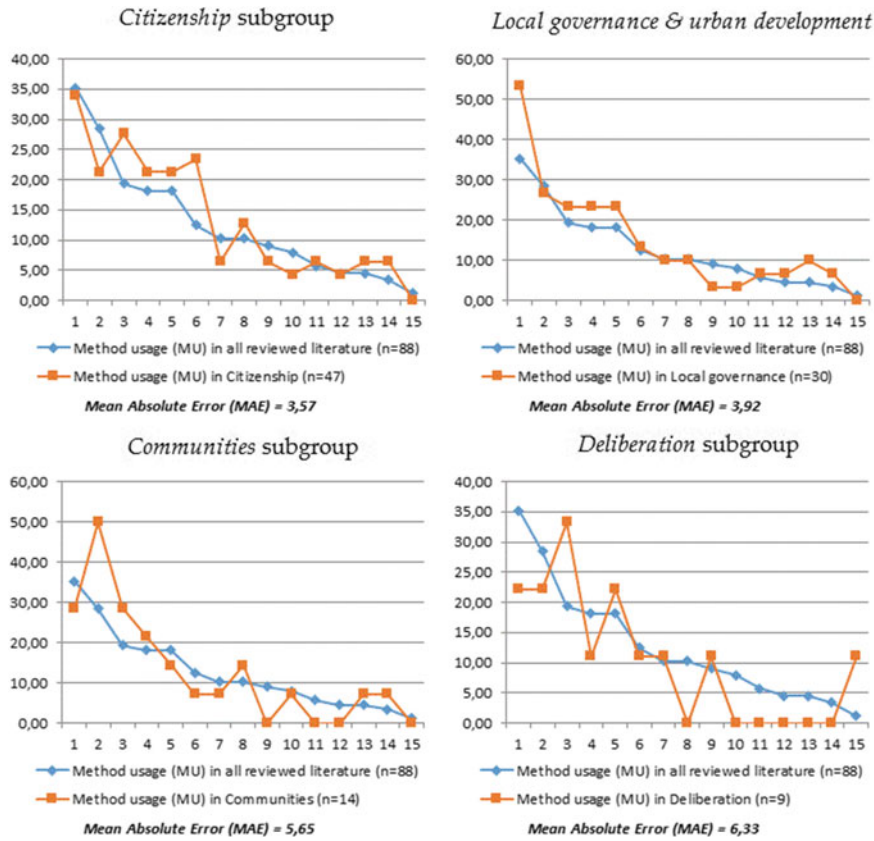 Citizenship subgroup
40,00
35,00
30,00
25,00
20,00
15,00
10,00
5,00
0,00
1 2 3 4 5 6 7 8 9 10 11 12 13 14 15
Method usage (MU) in all reviewed literature (n=88)
Method usage (MU) in Citizenship (n=47)
Mean Absolute Error (MAE) = 3,57
Local governance & urban development
60,00
50,00
40,00
30,00
20,00
10,00
0,00
1 2 3 4 5 6 7 8 9 10 11 12 13 14 15
Method usage (MU) in all reviewed literature (n=88)
Method usage (MU) in Local governance (n=30)
Mean Absolute Error (MAE) = 3,92
Communities subgroup
60,00
50,00
40,00
30,00
20,00
10,00
0,00
1 2 3 4 5 6 7 8 9 10 11 12 13 14 15
Method usage (MU) in all reviewed literature (n=88)
Method usage (MU) in Communities (n=14)
Mean Absolute Error (MAE) = 5,65
Deliberation subgroup
40,00
35,00
30,00
25,00
20,00
15,00
10,00
5,00
0,00
1 2 3 4 5 6 7 8 9 10 11 12 13 14 15
Method usage (MU) in all reviewed literature (n=88)
Method usage (MU) in Deliberation (n=9)
Mean Absolute Error (MAE) = 6,33